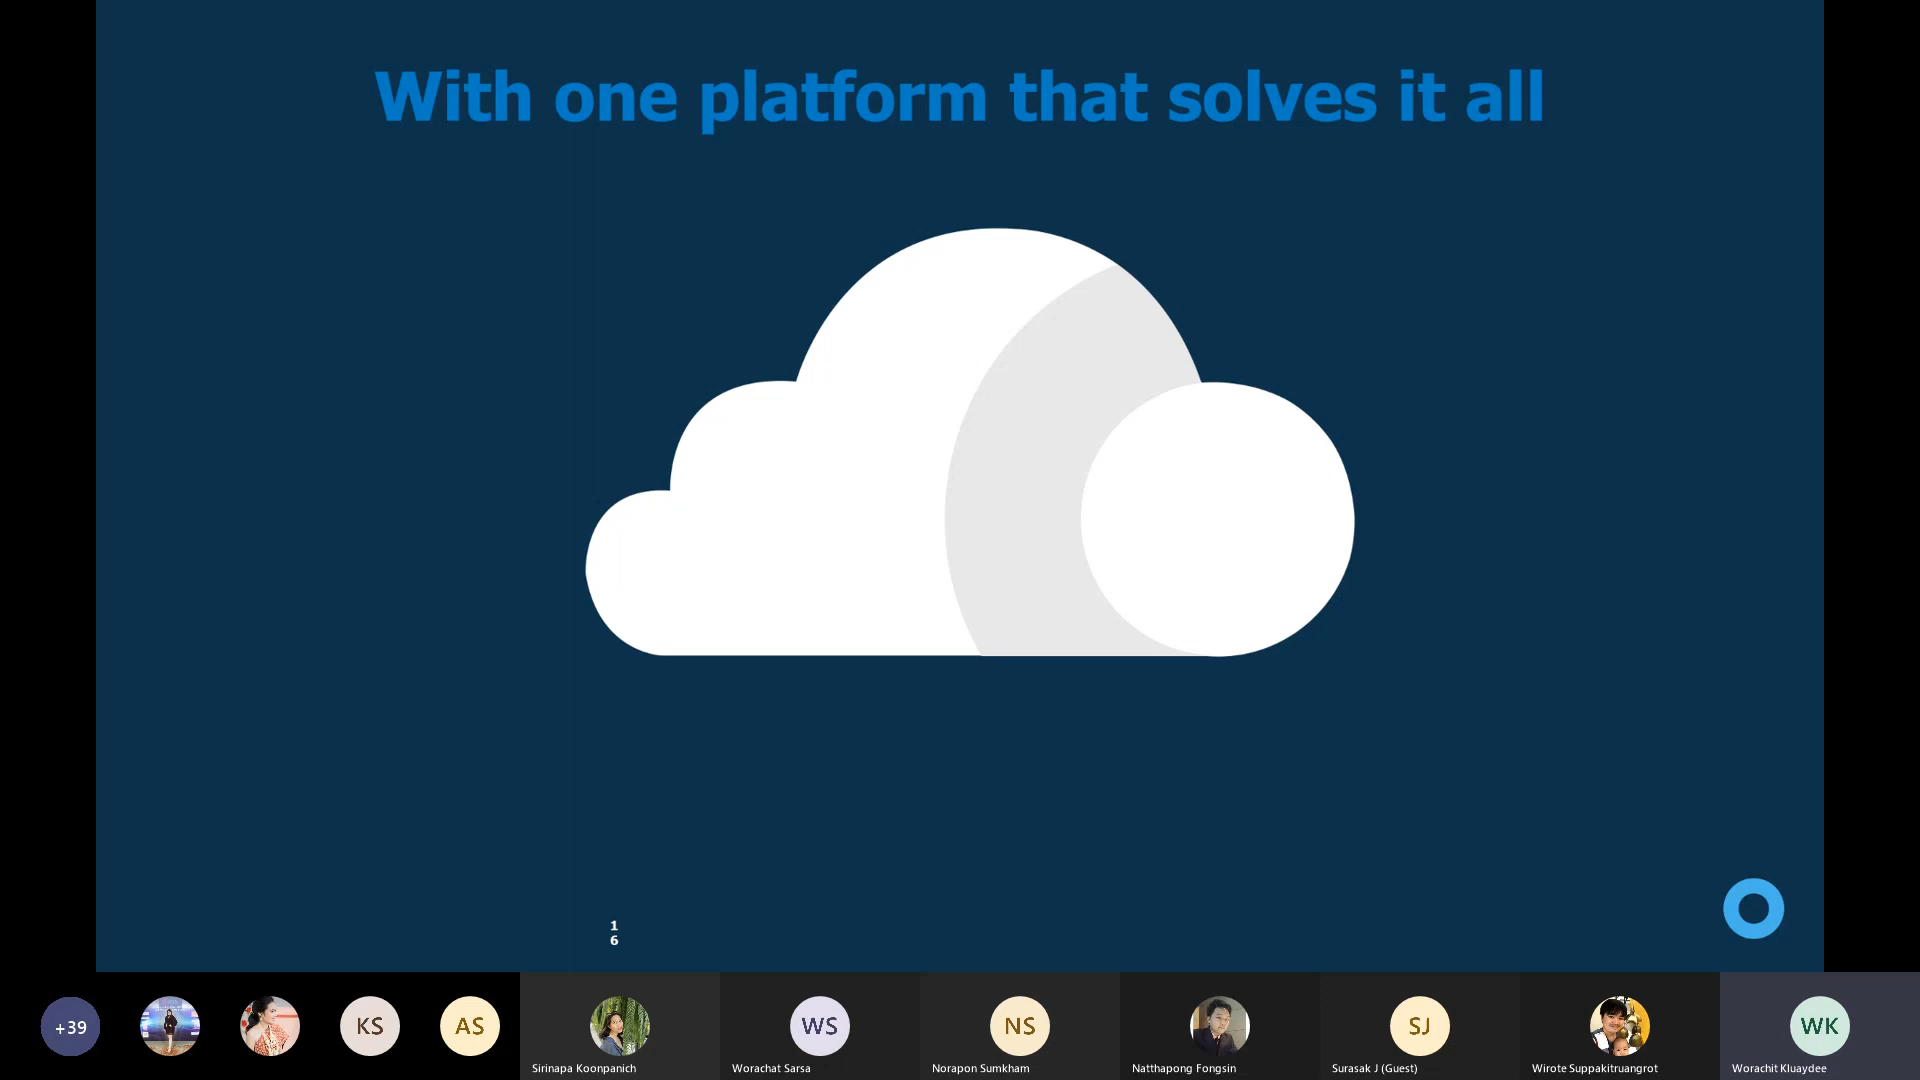 With one platform that solves it all
1
6
+39
KS
AS
WS
NS
SJ
WK
Sirinapa Koonpanich
Worachat Sarsa
Norapon Sumkham
Natthapong Fongsin
Surasak J (Guest)
Wirote Suppakitruangrot
Worachit Kluaydee